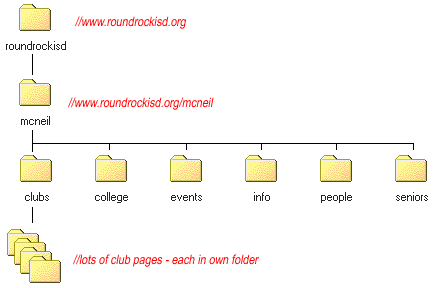 //www.roundrockisd.org
roundrockisd
//www.roundrockisd.org/mcneil
mcneil
clubs college events info people seniors
//lots of club pages - each in own folder